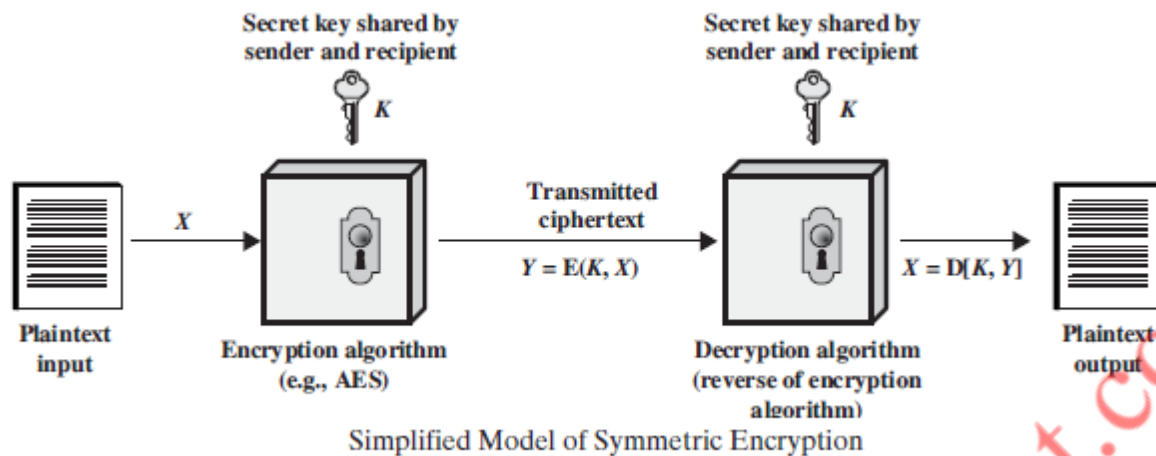 Secret key shared by
sender and recipient
K
Secret key shared by
sender and recipient
K
X
Transmitted
ciphertext
Y = E(K, X)
X = D[K, Y]
Plaintext
input
Encryption algorithm
(e.g., AES)
Decryption algorithm
(reverse of encryption
algorithm)
Plaintext
output
Simplified Model of Symmetric Encryption
t.co